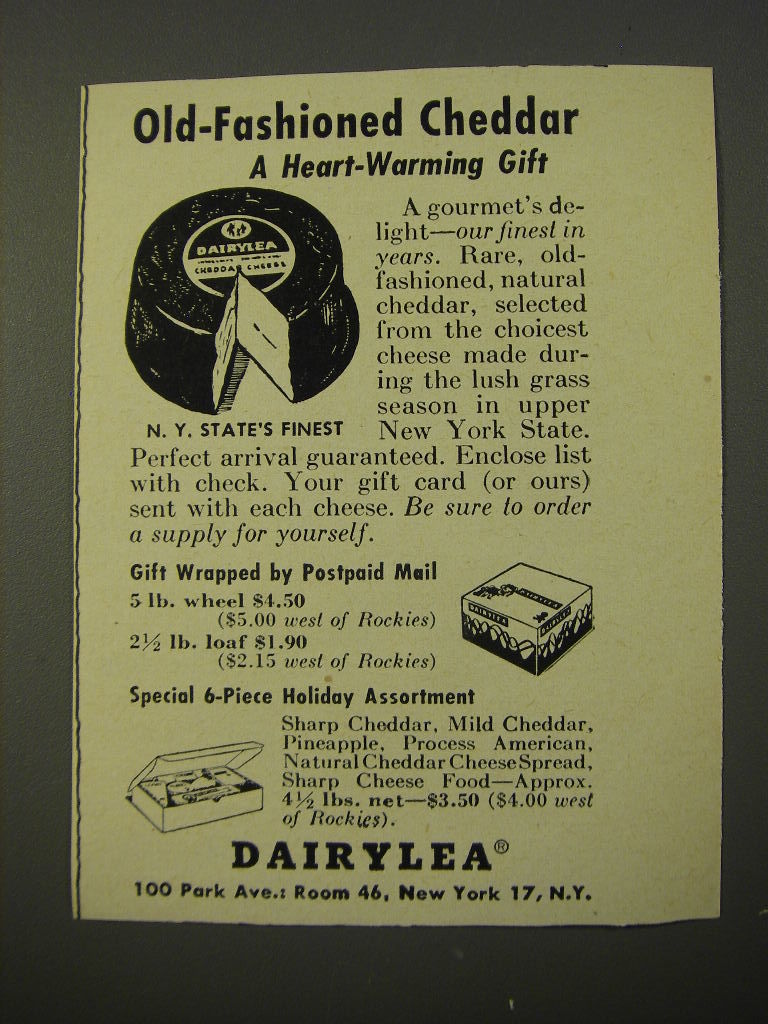 Old-Fashioned Cheddar
A Heart-Warming Gift
DAIRYLEA
CHEDDAR CHEESE
N. Y. STATE'S FINEST
A gourmet's de-
light—our finest in
years. Rare, old-
fashioned, natural
cheddar, selected
from the choicest
cheese made dur-
ing the lush grass
season in upper
New York State.
Perfect arrival guaranteed. Enclose list
with check. Your gift card (or ours)
sent with each cheese. Be sure to order
a supply for yourself.
Gift Wrapped by Postpaid Mail
5 lb. wheel $4.50
($5.00 west of Rockies)
2½ lb. loaf $1.90
($2.15 west of Rockies)
DAIRYLEA
DAIRYLEA
DAIRYLEA
Special 6-Piece Holiday Assortment
Sharp Cheddar, Mild Cheddar,
Pineapple, Process American,
Natural Cheddar Cheese Spread,
Sharp Cheese Food—Approx.
4½ lbs. net—$3.50 ($4.00 west
of Rockies).
DAIRYLEA®
100 Park Ave.: Room 46, New York 17, N.Y.